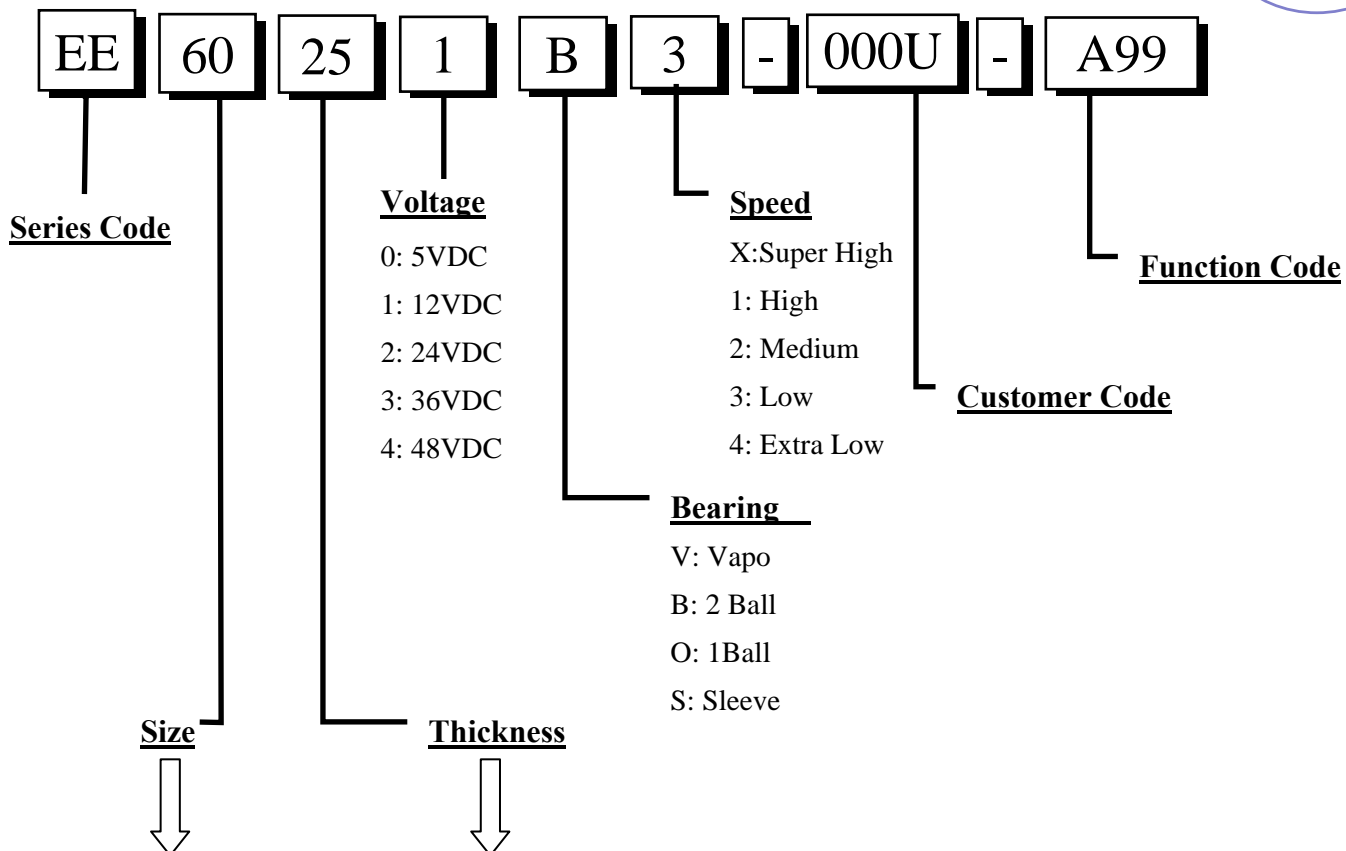 EE 60 25 1 B 3 - 000U - A99
Series Code
Voltage
0: 5VDC
1: 12VDC
2: 24VDC
3: 36VDC
4: 48VDC
Speed
X:Super High
1: High
2: Medium
3: Low
4: Extra Low
Function Code
Customer Code
Bearing
V: Vapo
B: 2 Ball
O: 1Ball
S: Sleeve
Size
Thickness